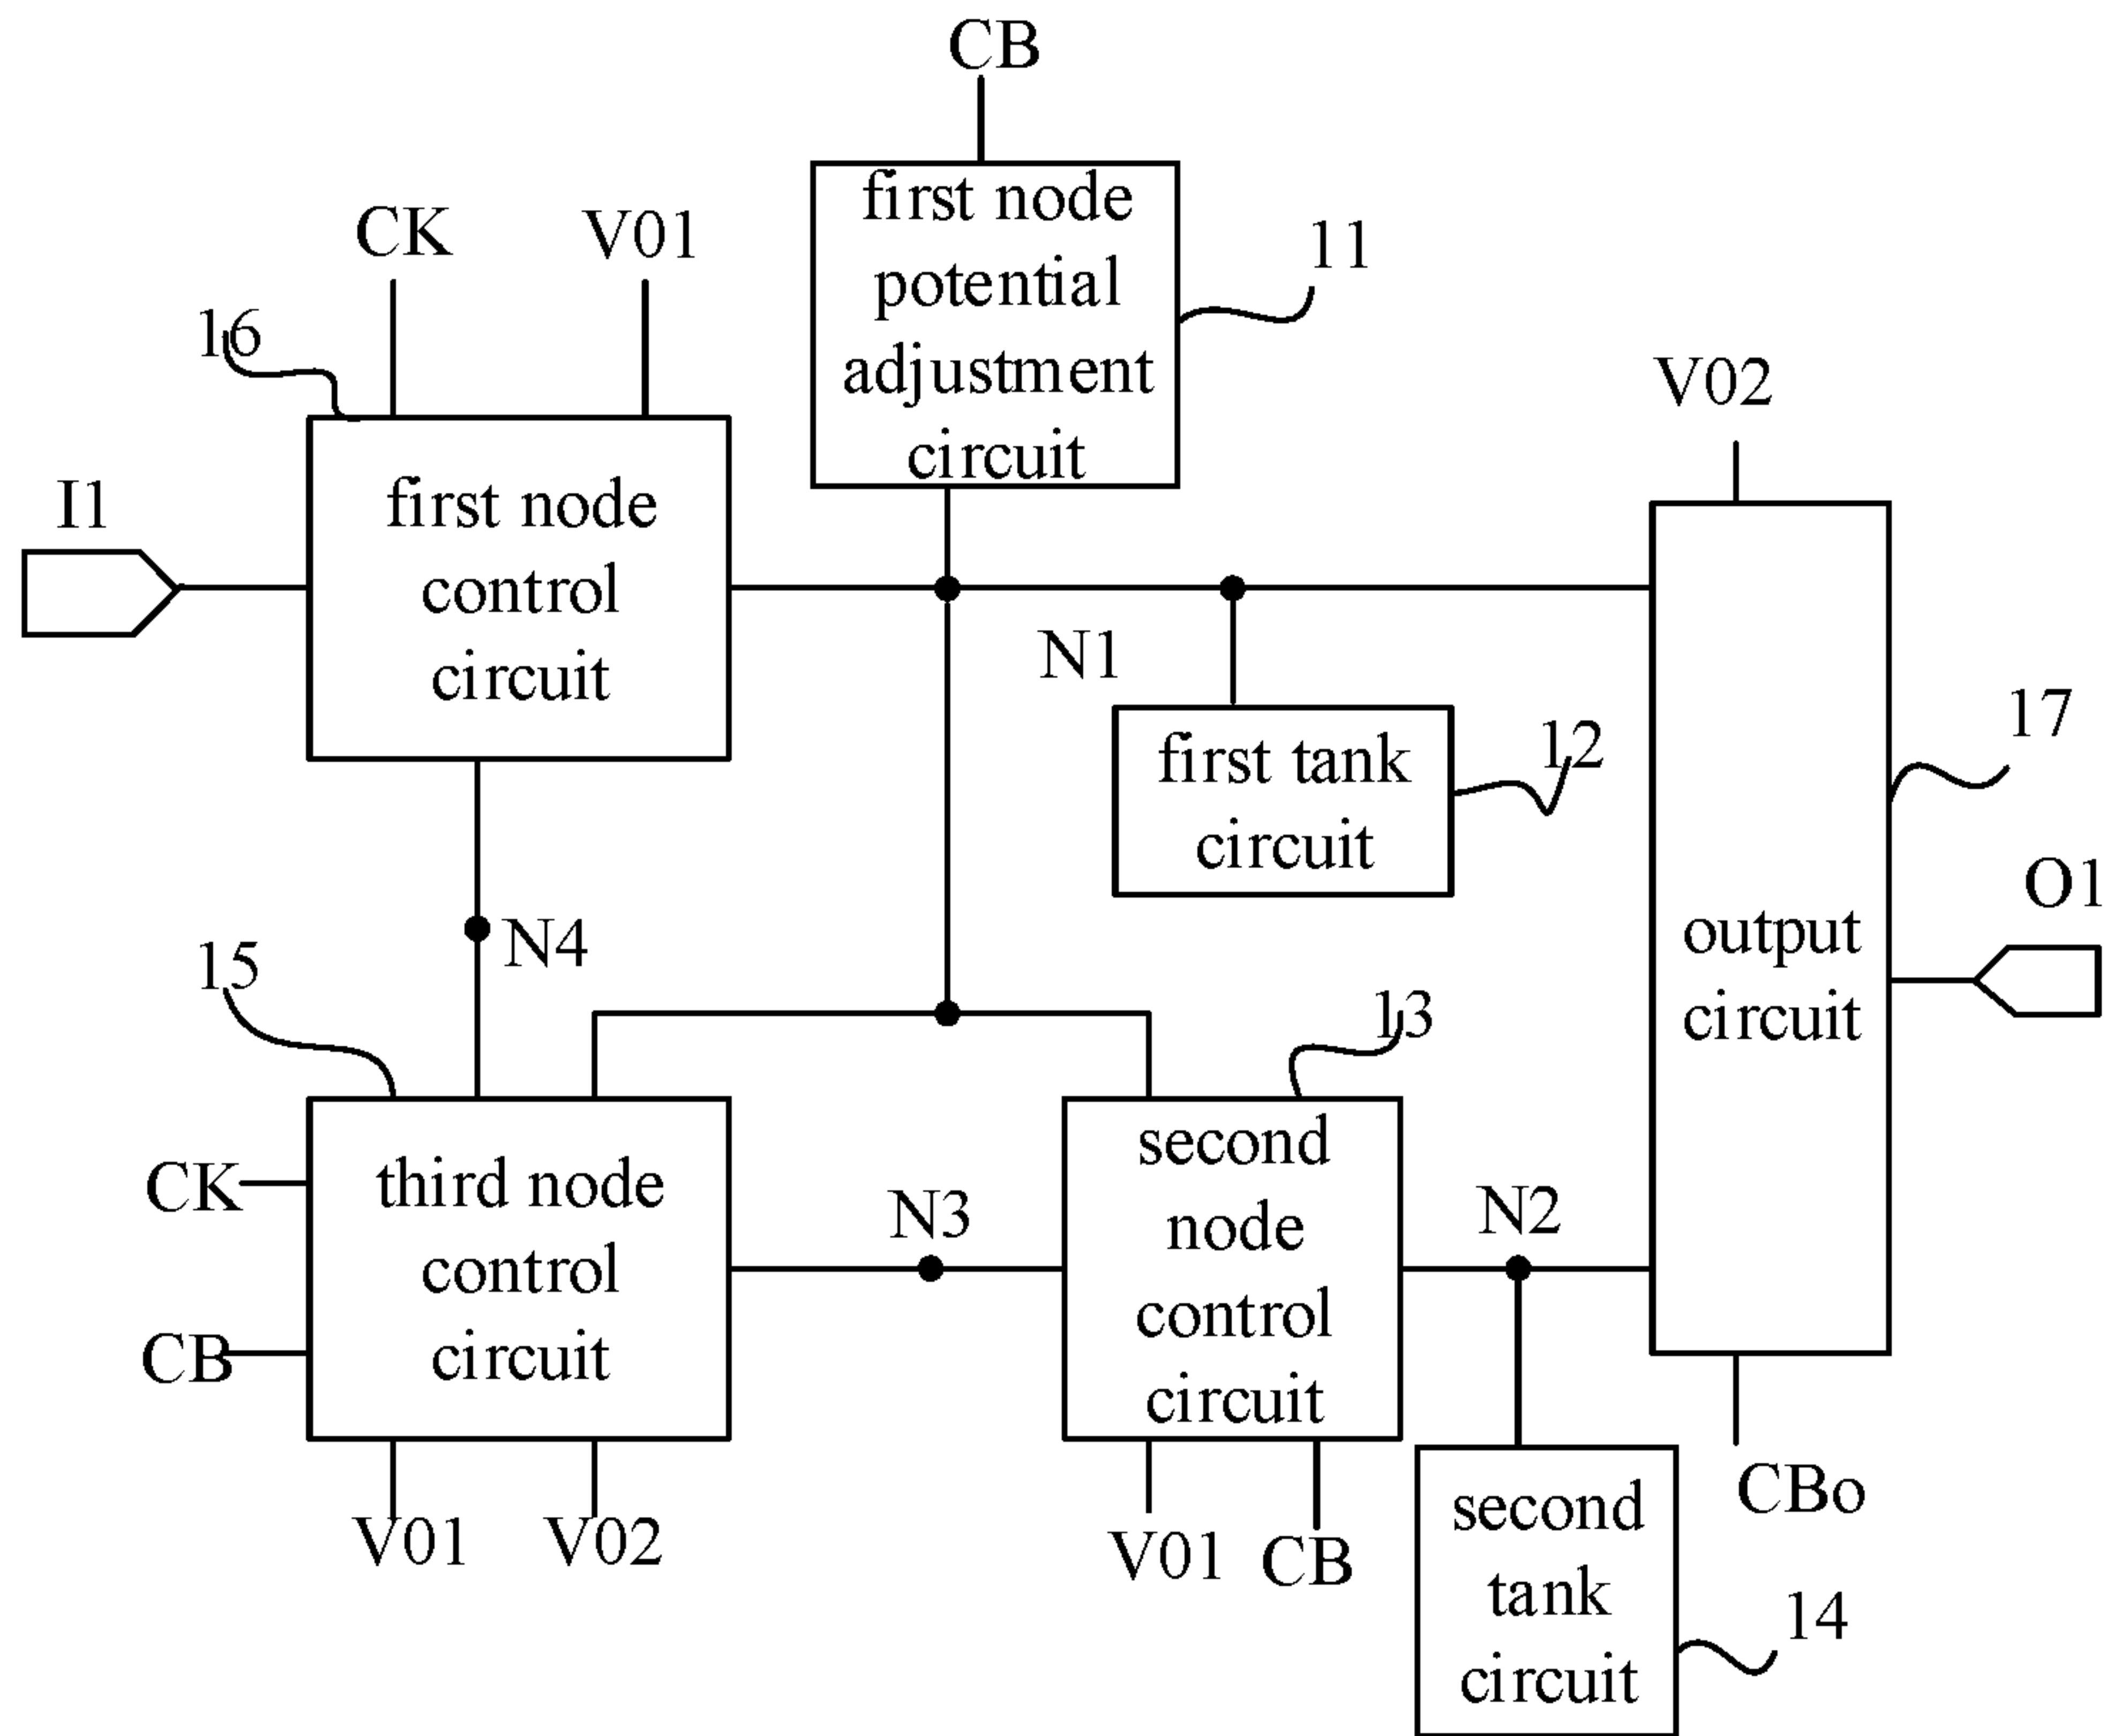 CB
first node
potential
adjustment
circuit
11
CK
V01
16
first node
control
circuit
I1
V02
N1
first tank
circuit
12
17
O1
output
circuit
N4
15
13
CK
CB
third node
control
circuit
V01
V02
N3
second
node
control
circuit
N2
V01
CB
CBo
second
tank
circuit
14